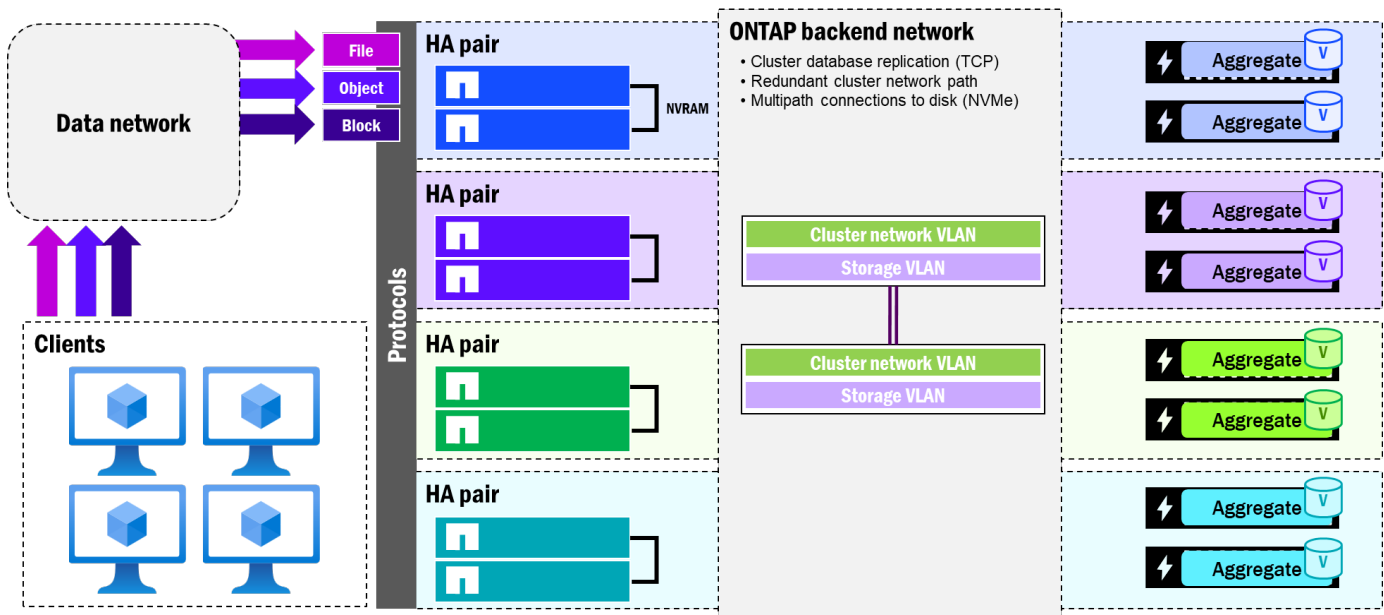 Data network
File
Object
Block
Clients
Protocols
HA pair
NVRAM
HA pair
HA pair
HA pair
ONTAP backend network
• Cluster database replication (TCP)
• Redundant cluster network path
• Multipath connections to disk (NVMe)
Cluster network VLAN
Storage VLAN
Cluster network VLAN
Storage VLAN
Aggregate V
Aggregate V
Aggregate V
Aggregate V
Aggregate V
Aggregate V
Aggregate V
Aggregate V